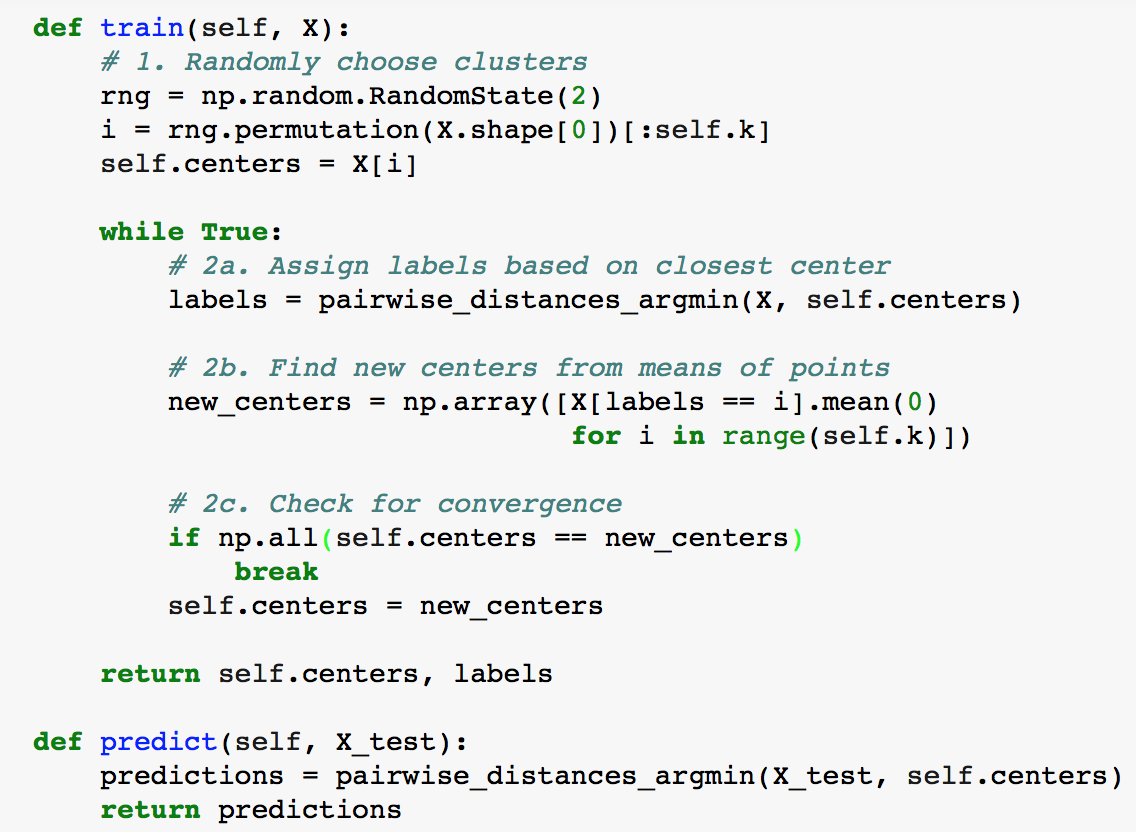 def train(self, X):
    # 1. Randomly choose clusters
    rng = np.random.RandomState(2)
    i = rng.permutation(X.shape[0])[:self.k]
    self.centers = X[i]

    while True:
        # 2a. Assign labels based on closest center
        labels = pairwise_distances_argmin(X, self.centers)

        # 2b. Find new centers from means of points
        new_centers = np.array([X[labels == i].mean(0)
                                for i in range(self.k)])

        # 2c. Check for convergence
        if np.all(self.centers == new_centers)
            break
        self.centers = new_centers

    return self.centers, labels

def predict(self, X_test):
    predictions = pairwise_distances_argmin(X_test, self.centers)
    return predictions